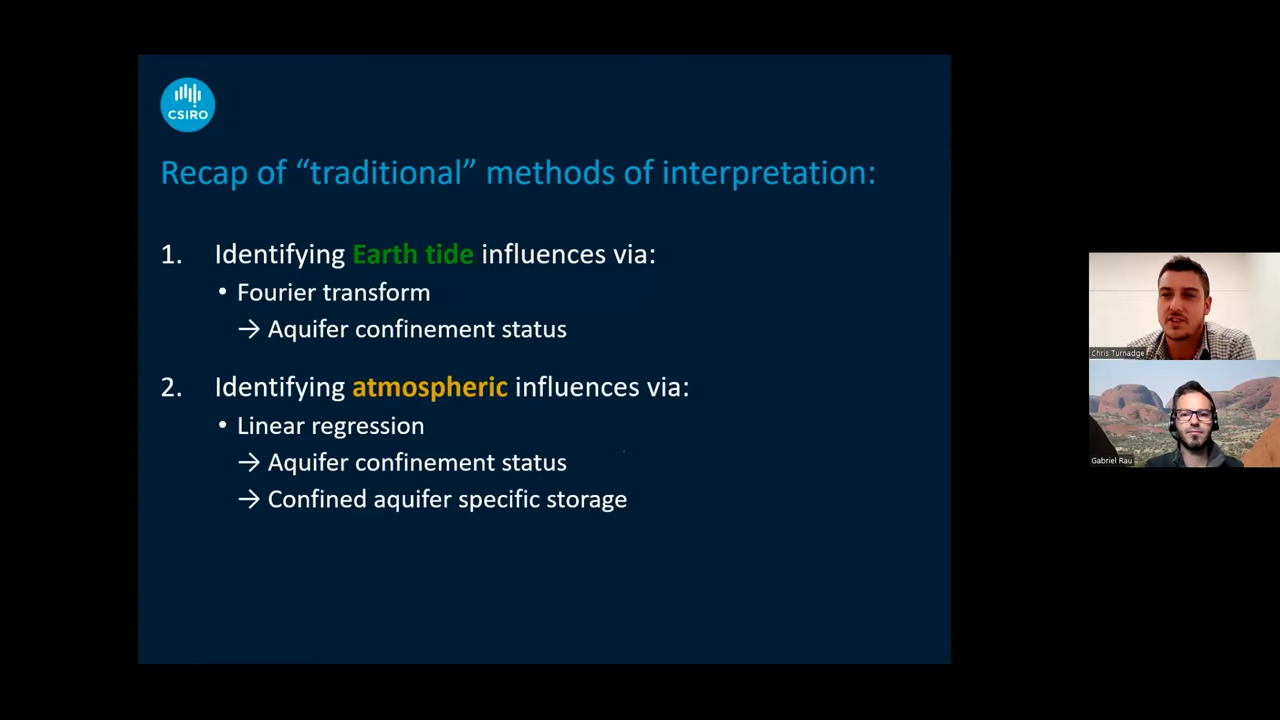 CSIRO
Recap of “traditional” methods of interpretation:
1. Identifying Earth tide influences via:
• Fourier transform
→ Aquifer confinement status
2. Identifying atmospheric influences via:
• Linear regression
→ Aquifer confinement status
→ Confined aquifer specific storage
Chris Turnadge
Gabriel Rau